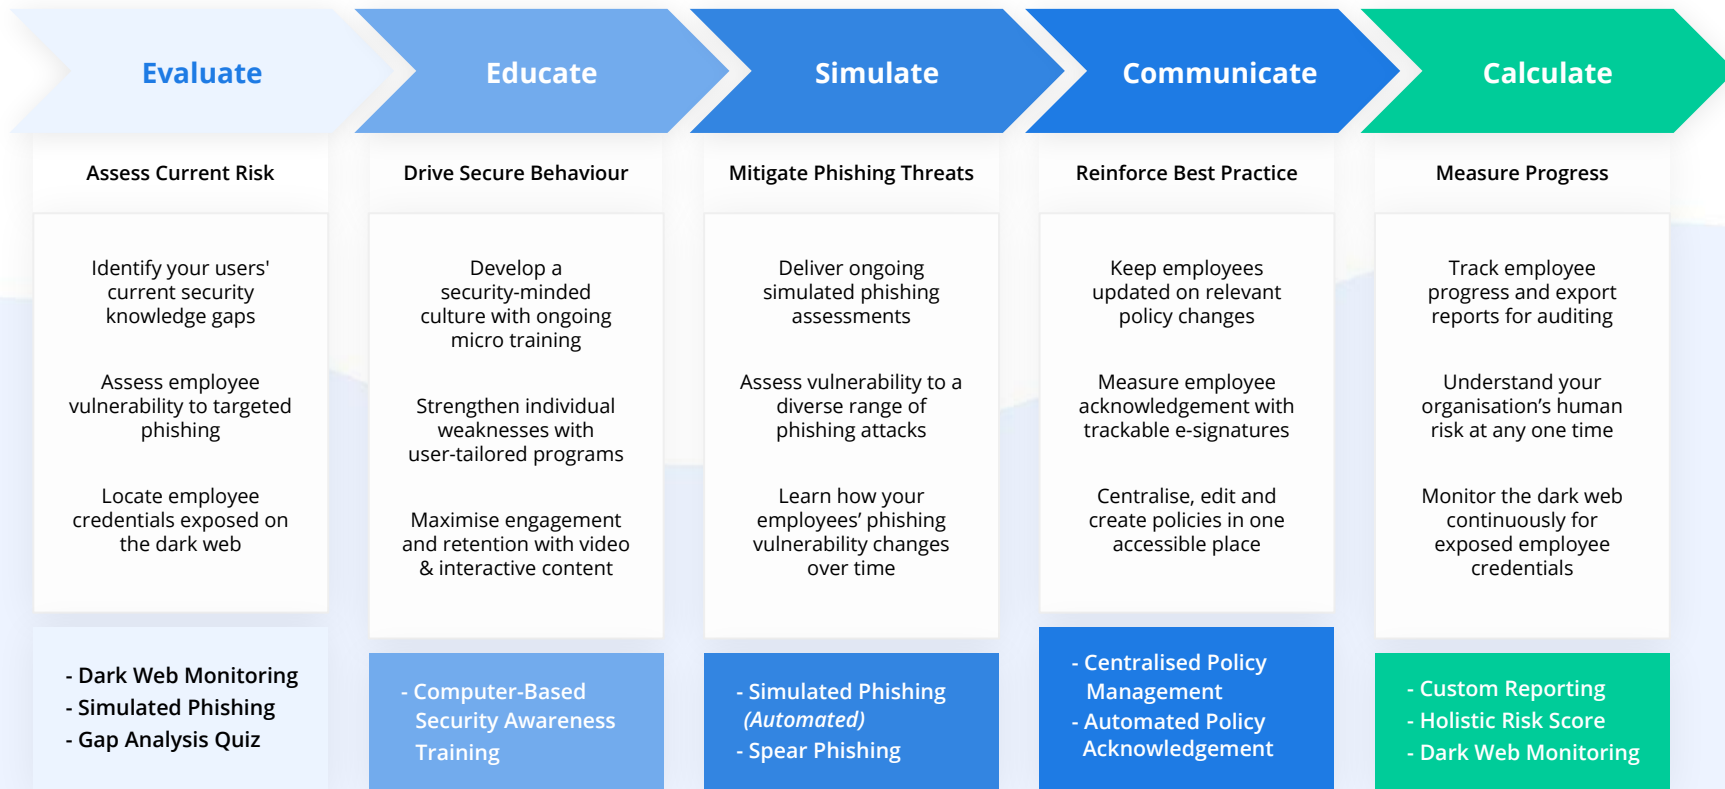 Evaluate
Educate
Simulate
Communicate
Calculate
Assess Current Risk
Drive Secure Behaviour
Mitigate Phishing Threats
Reinforce Best Practice
Measure Progress
Identify your users'
current security
knowledge gaps
Assess employee
vulnerability to targeted
phishing
Locate employee
credentials exposed on
the dark web
- Dark Web Monitoring
- Simulated Phishing
- Gap Analysis Quiz
Develop a
security-minded
culture with ongoing
micro training
Strengthen individual
weaknesses with
user-tailored programs
Maximise engagement
and retention with video
& interactive content
- Computer-Based
Security Awareness
Training
Deliver ongoing
simulated phishing
assessments
Assess vulnerability to a
diverse range of
phishing attacks
Learn how your
employees’ phishing
vulnerability changes
over time
- Simulated Phishing
(Automated)
- Spear Phishing
Keep employees
updated on relevant
policy changes
Measure employee
acknowledgement with
trackable e-signatures
Centralise, edit and
create policies in one
accessible place
- Centralised Policy
Management
- Automated Policy
Acknowledgement
Track employee
progress and export
reports for auditing
Understand your
organisation’s human
risk at any one time
Monitor the dark web
continuously for
exposed employee
credentials
- Custom Reporting
- Holistic Risk Score
- Dark Web Monitoring